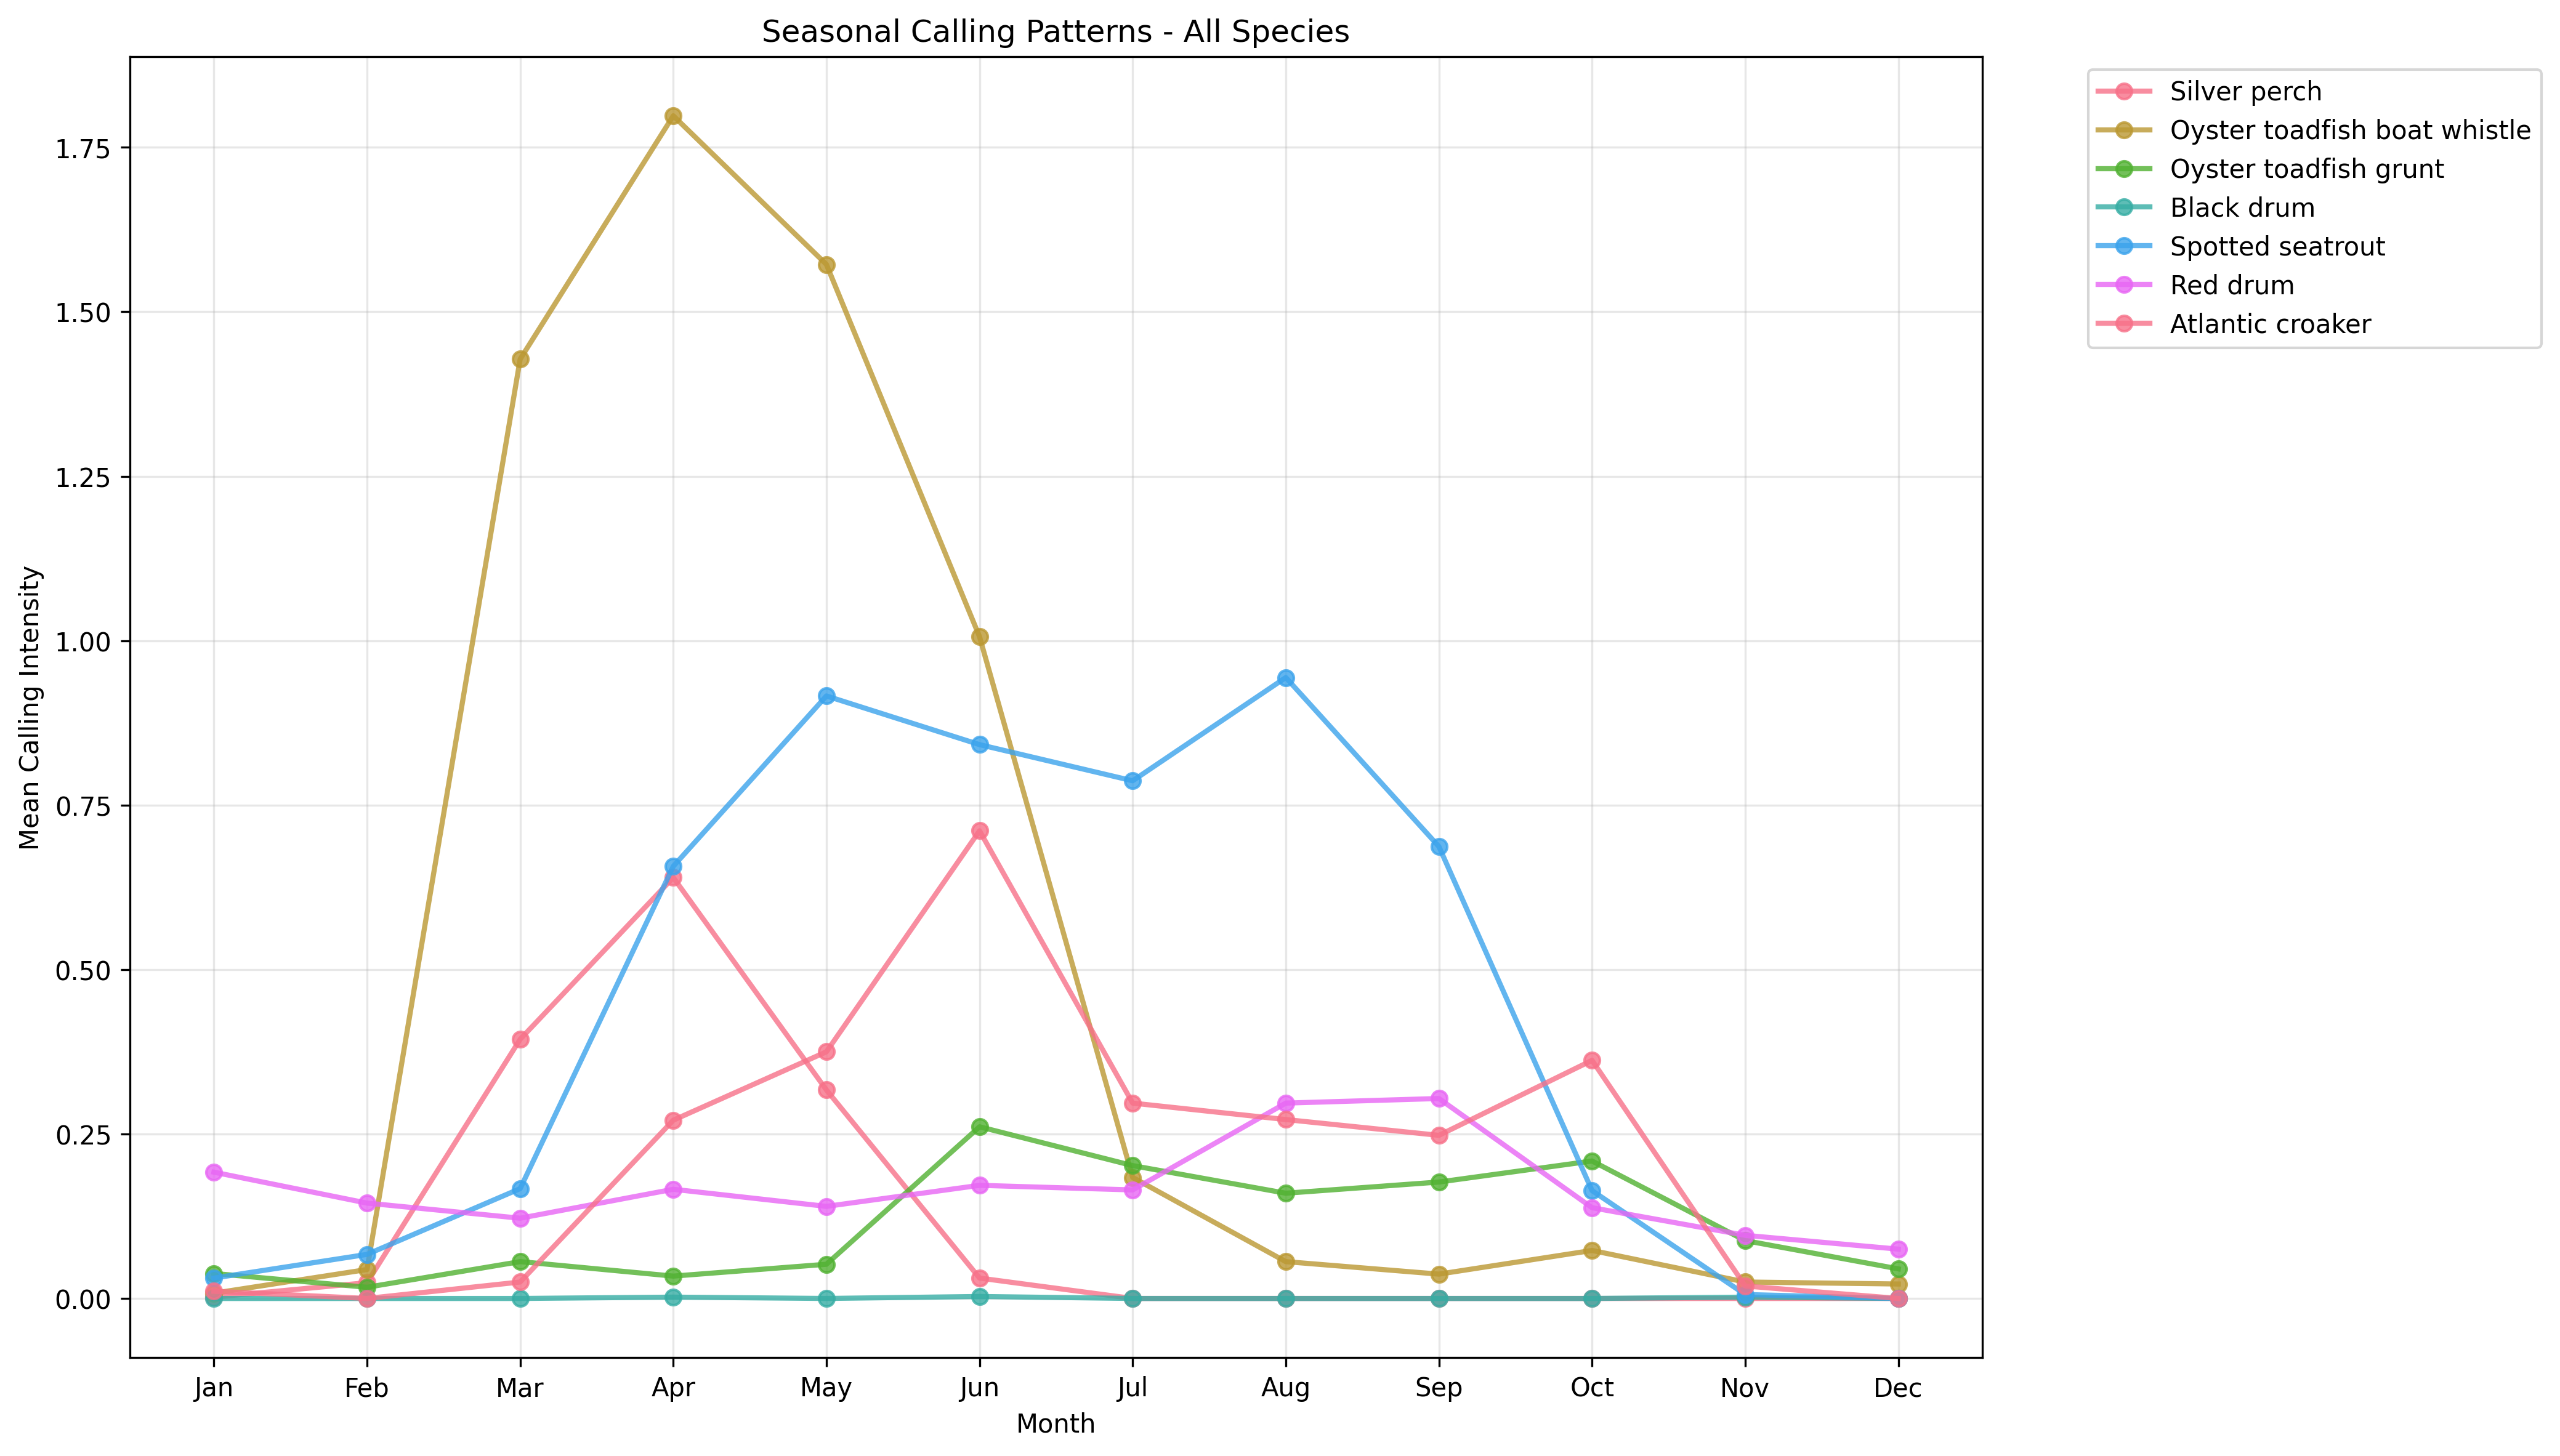 Seasonal Calling Patterns - All Species
Silver perch
Oyster toadfish boat whistle
Oyster toadfish grunt
Black drum
Spotted seatrout
Red drum
Atlantic croaker
Mean Calling Intensity
1.75
1.50
1.25
1.00
0.75
0.50
0.25
0.00
Jan Feb Mar Apr May Jun Jul Aug Sep Oct Nov Dec
Month